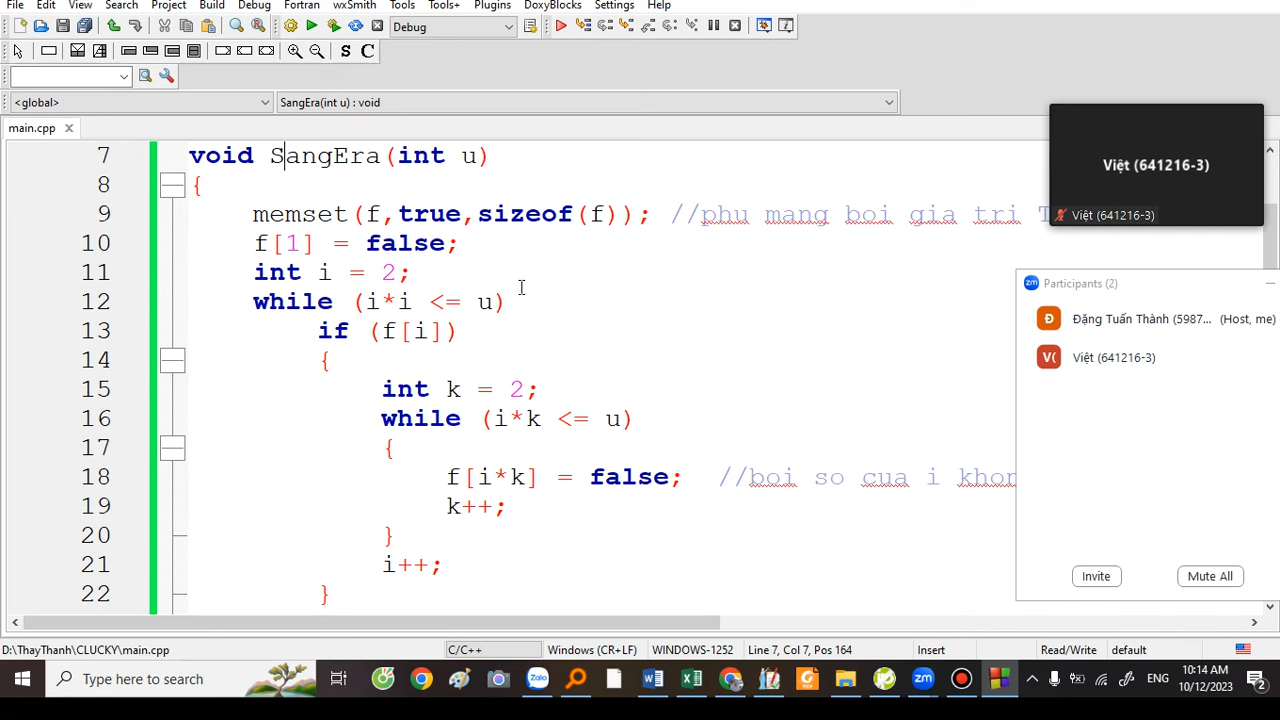 File Edit View Search Project Build Debug Fortran wxSmith Tools Tools+ Plugins DoxyBlocks Settings Help
Debug
S C
<global> SangEra(int u) : void
main.cpp
7 void SangEra(int u)
8 {
9 memset(f,true,sizeof(f)); //phu mang boi gia tri T
10 f[1] = false;
11 int i = 2;
12 while (i*i <= u)
13 if (f[i])
14 {
15 int k = 2;
16 while (i*k <= u)
17 {
18 f[i*k] = false; //boi so cua i khon
19 k++;
20 }
21 i++;
22 }
Việt (641216-3)
Việt (641216-3)
zm Participants (2)
Đ Đặng Tuấn Thành (5987... (Host, me)
V( Việt (641216-3)
Invite Mute All
D:\ThayThanh\CLUCKY\main.cpp C/C++ Windows (CR+LF) WINDOWS-1252 Line 7, Col 7, Pos 164 Insert Read/Write default
Type here to search
zm
ENG
10:14 AM
10/12/2023
2